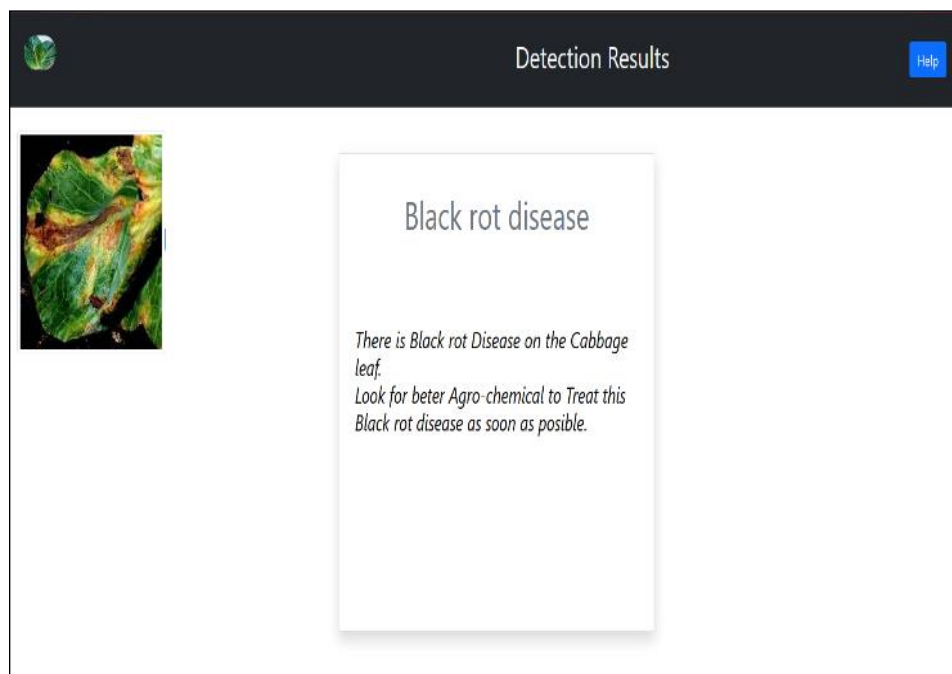 Detection Results
Help
Black rot disease
There is Black rot Disease on the Cabbage
leaf.
Look for beter Agro-chemical to Treat this
Black rot disease as soon as posible.